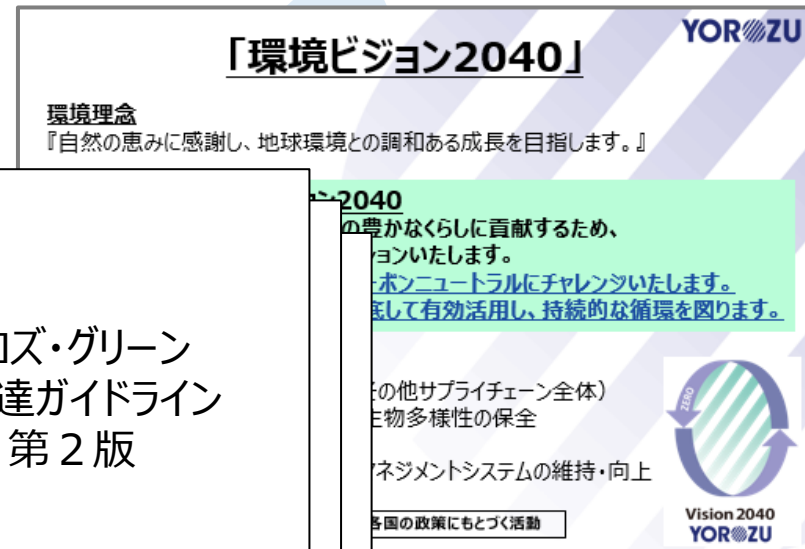 YOROZU
「環境ビジョン2040」
環境理念
『自然の恵みに感謝し、地球環境との調和ある成長を目指します。』
2040
の豊かなくらしに貢献するため、
ションいたします。
ーボンニュートラルにチャレンジいたします。
底して有効活用し、持続的な循環を図ります。
ロズ・グリーン
達ガイドライン
第2版
その他サプライチェーン全体）
生物多様性の保全
マネジメントシステムの維持・向上
各国の政策にもとづく活動
ZERO
Vision 2040
YOROZU